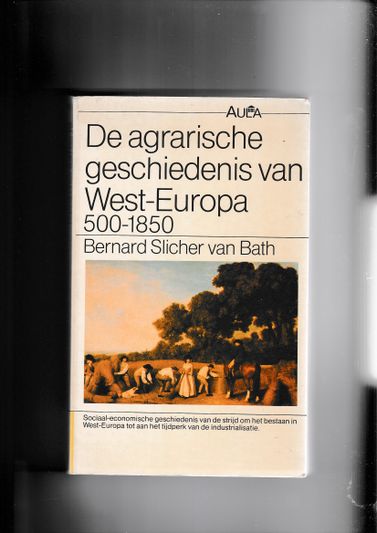 AULA
De agrarische
geschiedenis van
West-Europa
500-1850
Bernard Slicher van Bath
Sociaal-economische geschiedenis van de strijd om het bestaan in
West-Europa tot aan het tijdperk van de industrialisatie.